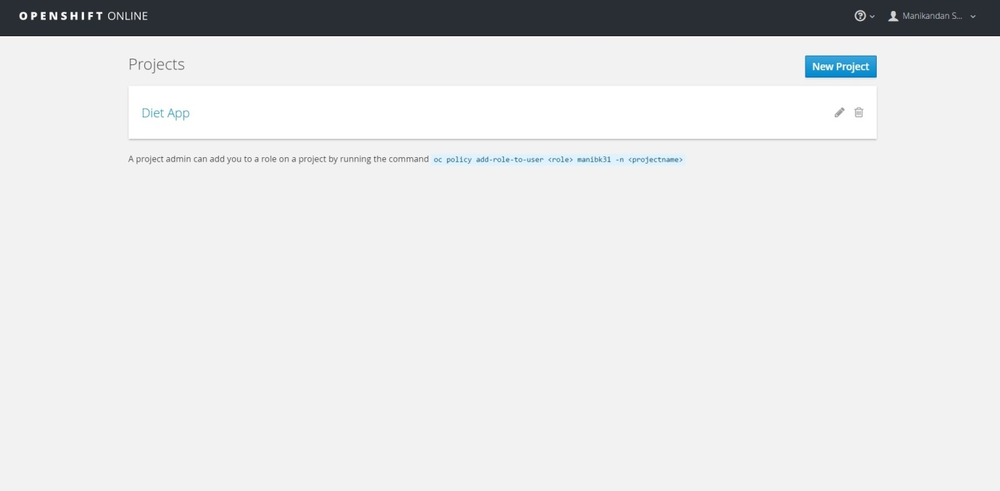 OPENSHIFT ONLINE
Manikandan S...
Projects
New Project
Diet App
A project admin can add you to a role on a project by running the command oc policy add-role-to-user <role> manibk31 -n <projectname>